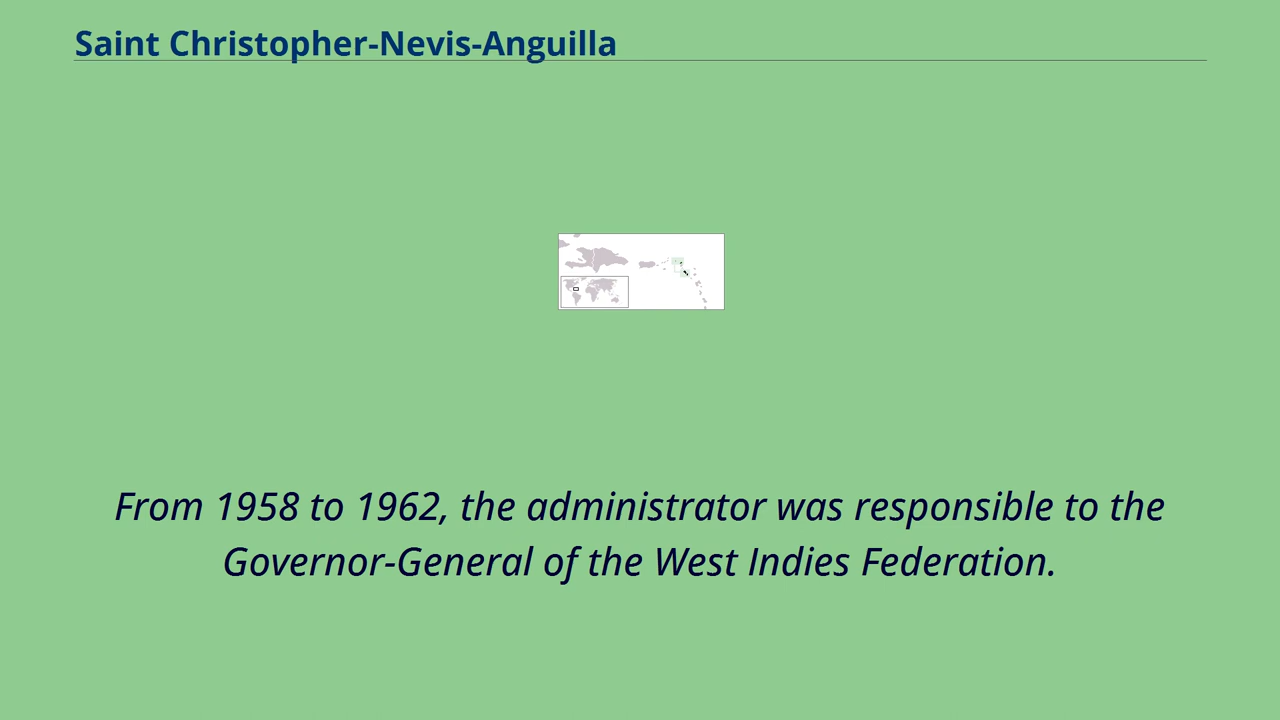 Saint Christopher-Nevis-Anguilla
From 1958 to 1962, the administrator was responsible to the
Governor-General of the West Indies Federation.